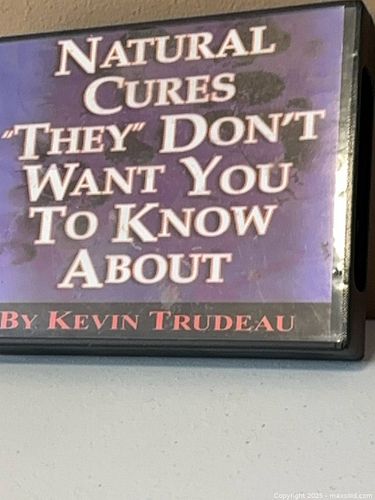 NATURAL
CURES
"THEY" DON'T
WANT YOU
TO KNOW
ABOUT
BY KEVIN TRUDEAU
Copyright 2025 - maxsold.com